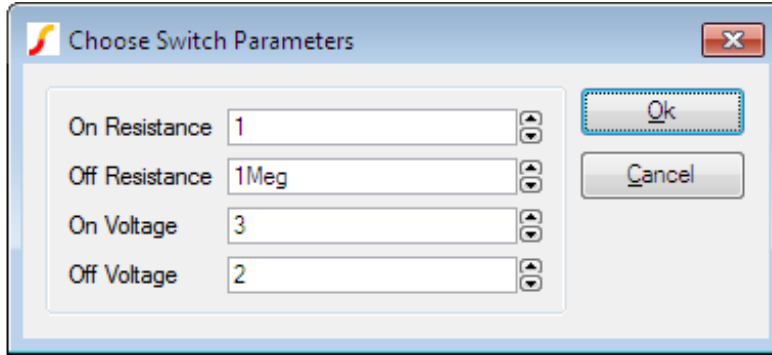 Choose Switch Parameters
On Resistance 1
Off Resistance 1Meg
On Voltage 3
Off Voltage 2
Ok
Cancel